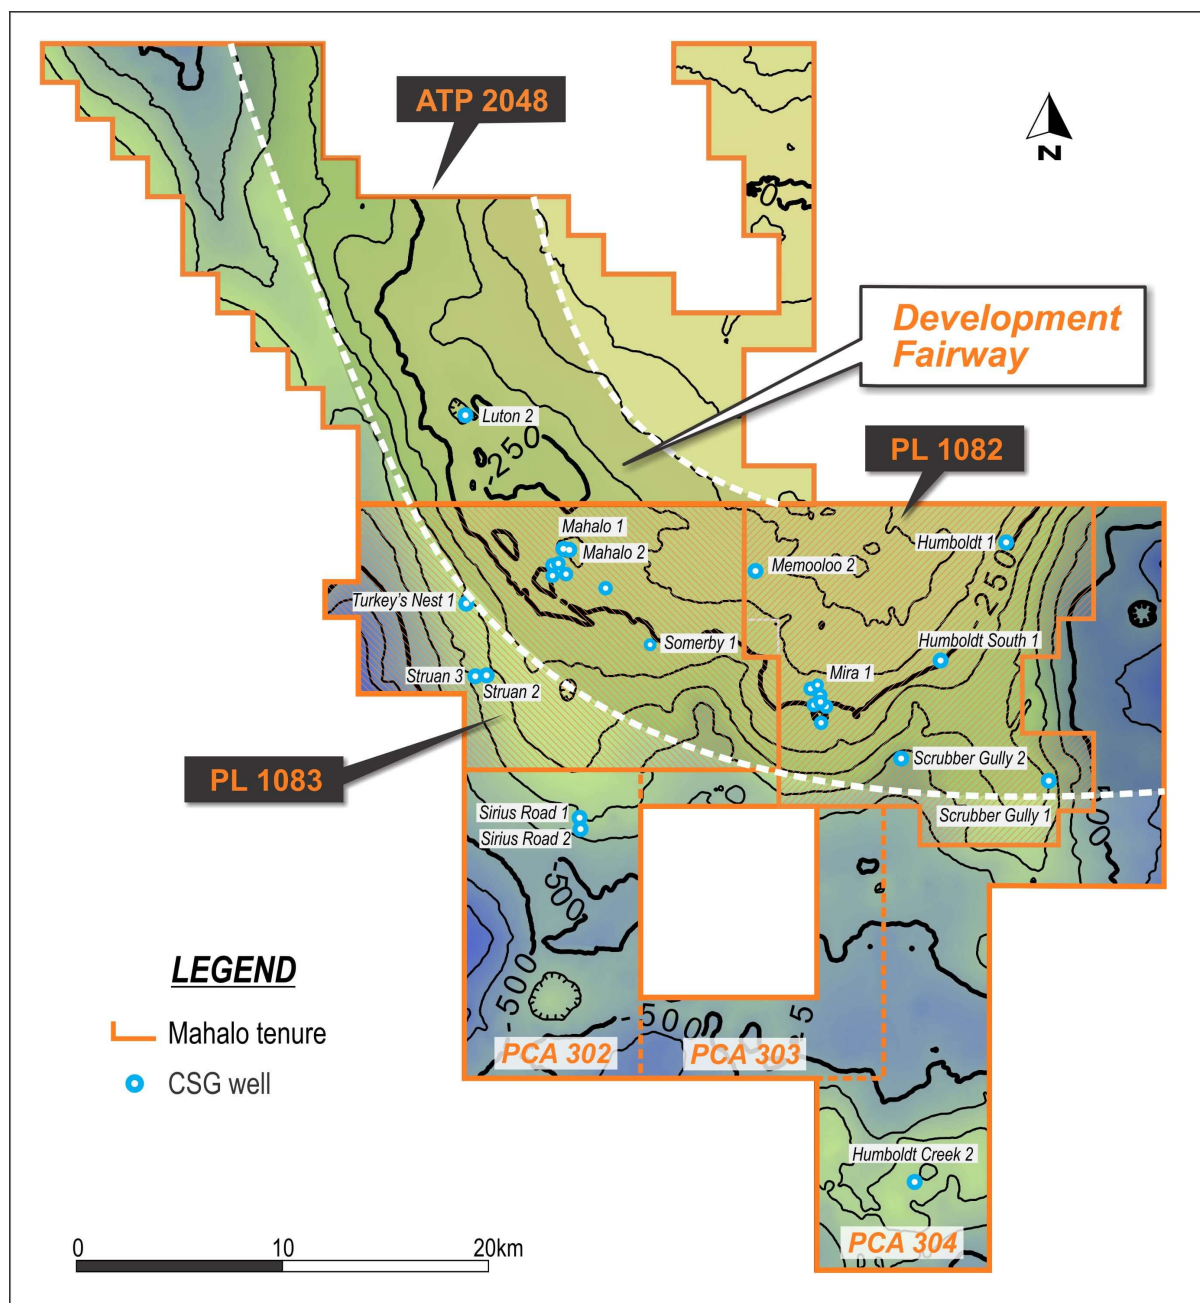 ATP 2048
N
0
Development
Fairway
PL 1082
Luton 2
-250
Mahalo 1
Mahalo 2
Memooloo 2
Humboldt 1
-250
Turkey's Nest 1
Somerby 1
Humboldt South 1
Struan 3
Struan 2
Mira 1
PL 1083
Scrubber Gully 2
Scrubber Gully 1
Sirius Road 1
Sirius Road 2
-500
-500
-500
-5
PCA 302
PCA 303
LEGEND
Mahalo tenure
CSG well
Humboldt Creek 2
PCA 304
0
10
20km